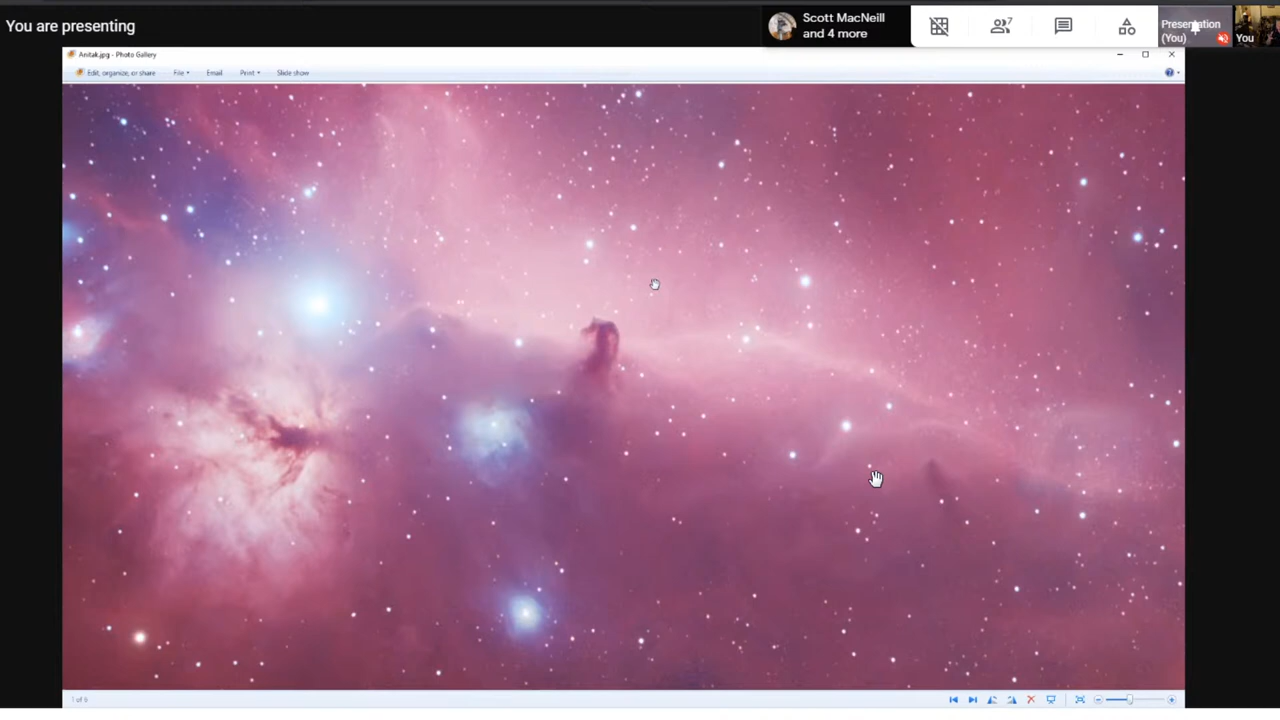 You are presenting
Scott MacNeill
and 4 more
7
Presentation
(You)
You
Anitak.jpg - Photo Gallery
Edit, organize, or share File Email Print Slide show
1 of 6